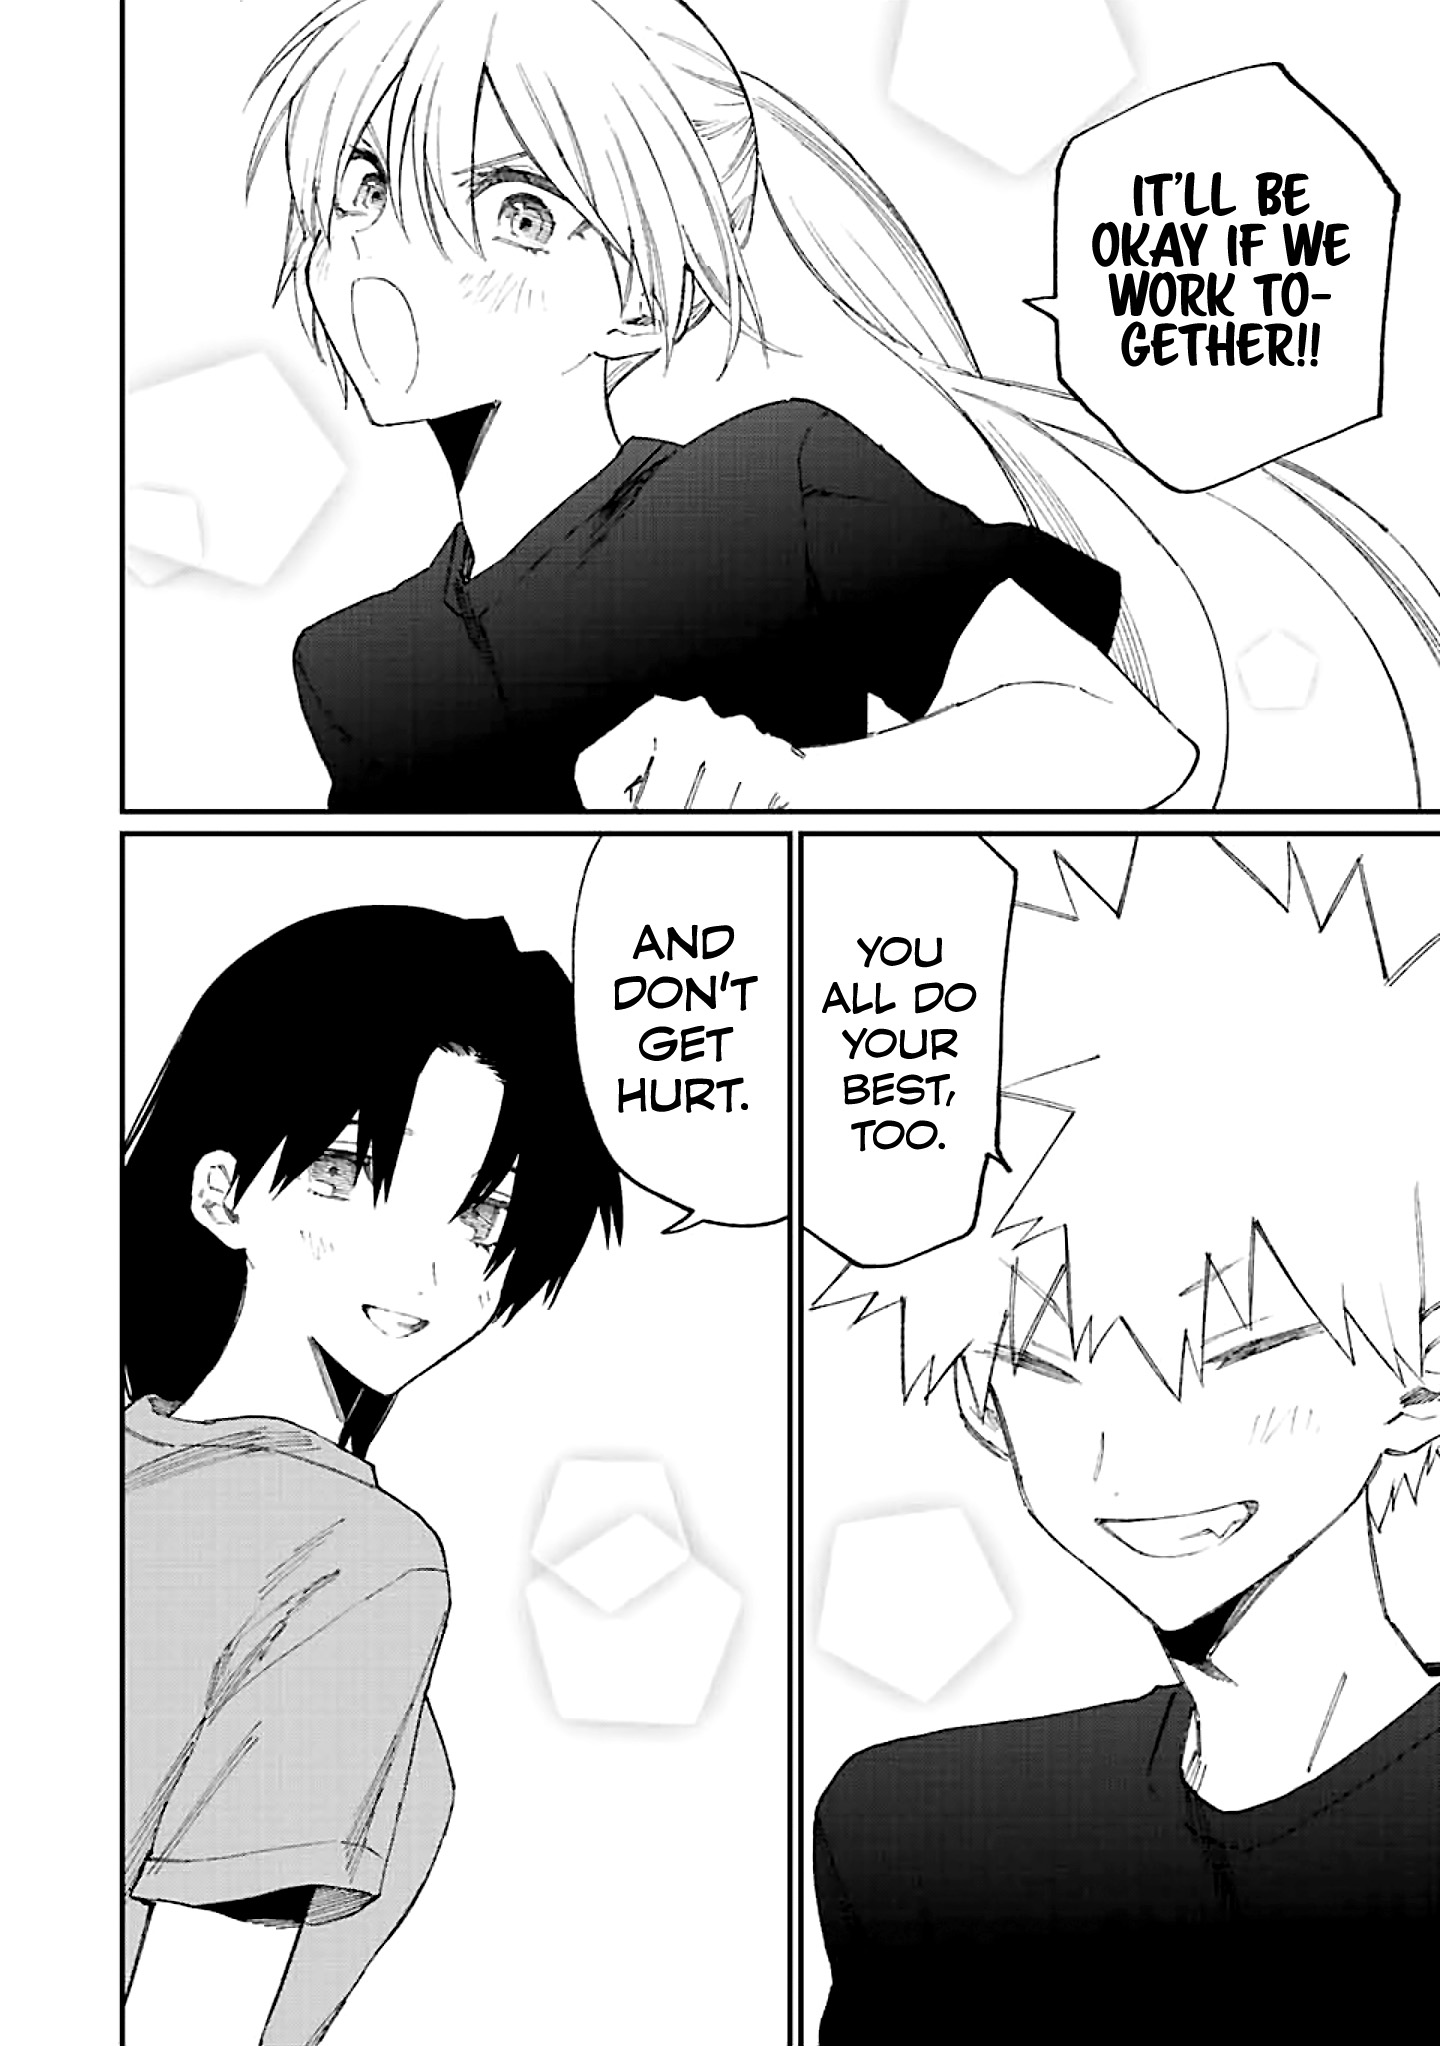 IT'LL BE
OKAY IF WE
WORK TO-
GETHER!!
YOU
ALL DO
YOUR
BEST,
TOO.
AND
DON'T
GET
HURT.